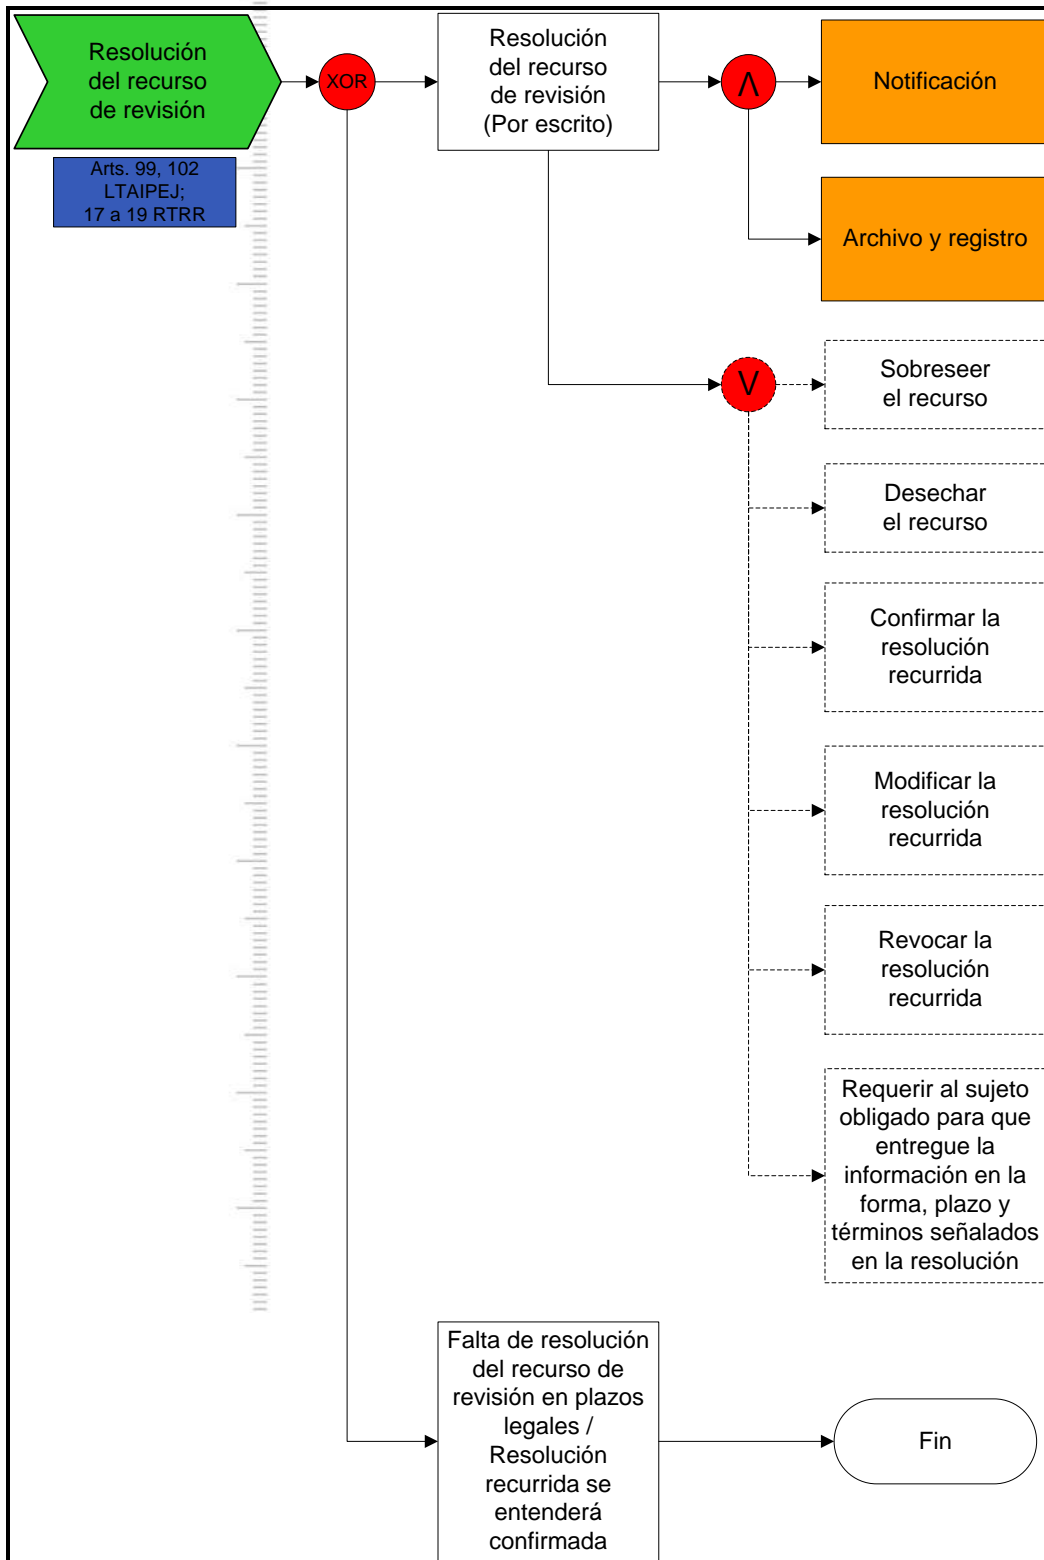 Resolución
del recurso
de revisión
Arts. 99, 102
LTAIPEJ;
17 a 19 RTRR
XOR
Resolución
del recurso
de revisión
(Por escrito)
Λ
Notificación
Archivo y registro
V
Sobreseer
el recurso
Desechar
el recurso
Confirmar la
resolución
recurrida
Modificar la
resolución
recurrida
Revocar la
resolución
recurrida
Requerir al sujeto
obligado para que
entregue la
información en la
forma, plazo y
términos señalados
en la resolución
Falta de resolución
del recurso de
revisión en plazos
legales /
Resolución
recurrida se
entenderá
confirmada
Fin